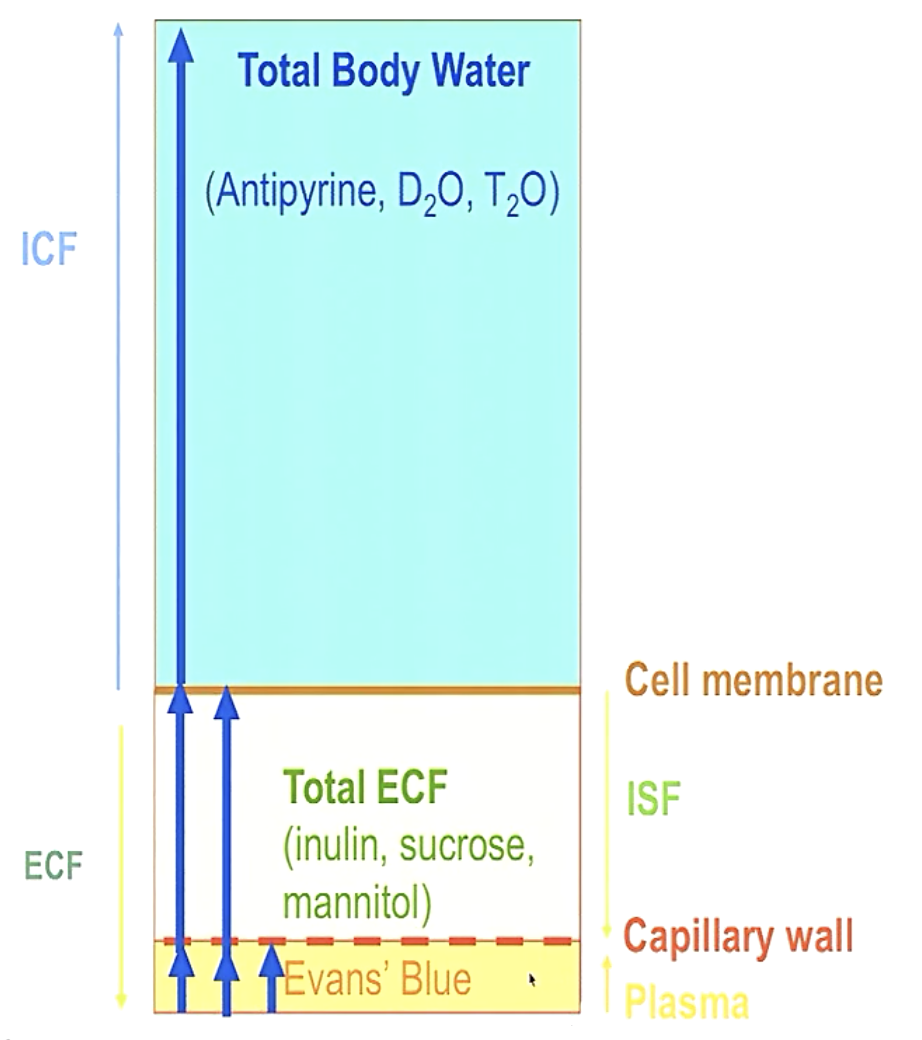 Total Body Water
(Antipyrine, D₂O, T₂O)
ICF
Cell membrane
Total ECF
(inulin, sucrose,
mannitol)
ISF
ECF
Capillary wall
Evans’ Blue
Plasma